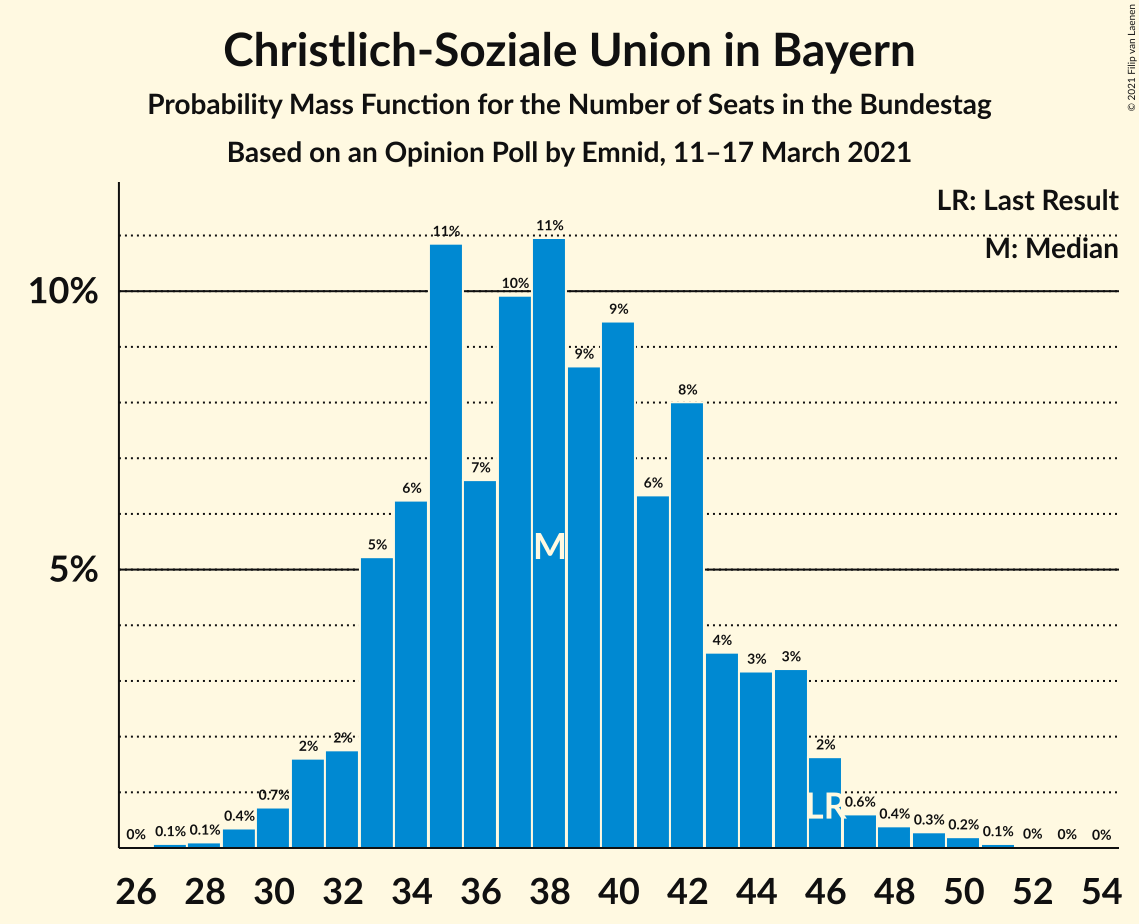 Christlich-Soziale Union in Bayern
Probability Mass Function for the Number of Seats in the Bundestag
Based on an Opinion Poll by Emnid, 11–17 March 2021
© 2021 Filip van Laenen
LR: Last Result
M: Median
10%
5%
0% 0.1% 0.1% 0.4% 0.7% 2% 2% 5% 6% 11% 7% 10% 11% 9% 9% 6% 8% 4% 3% 3% 2% 0.6% 0.4% 0.3% 0.2% 0.1% 0% 0% 0%
M
LR
26 28 30 32 34 36 38 40 42 44 46 48 50 52 54